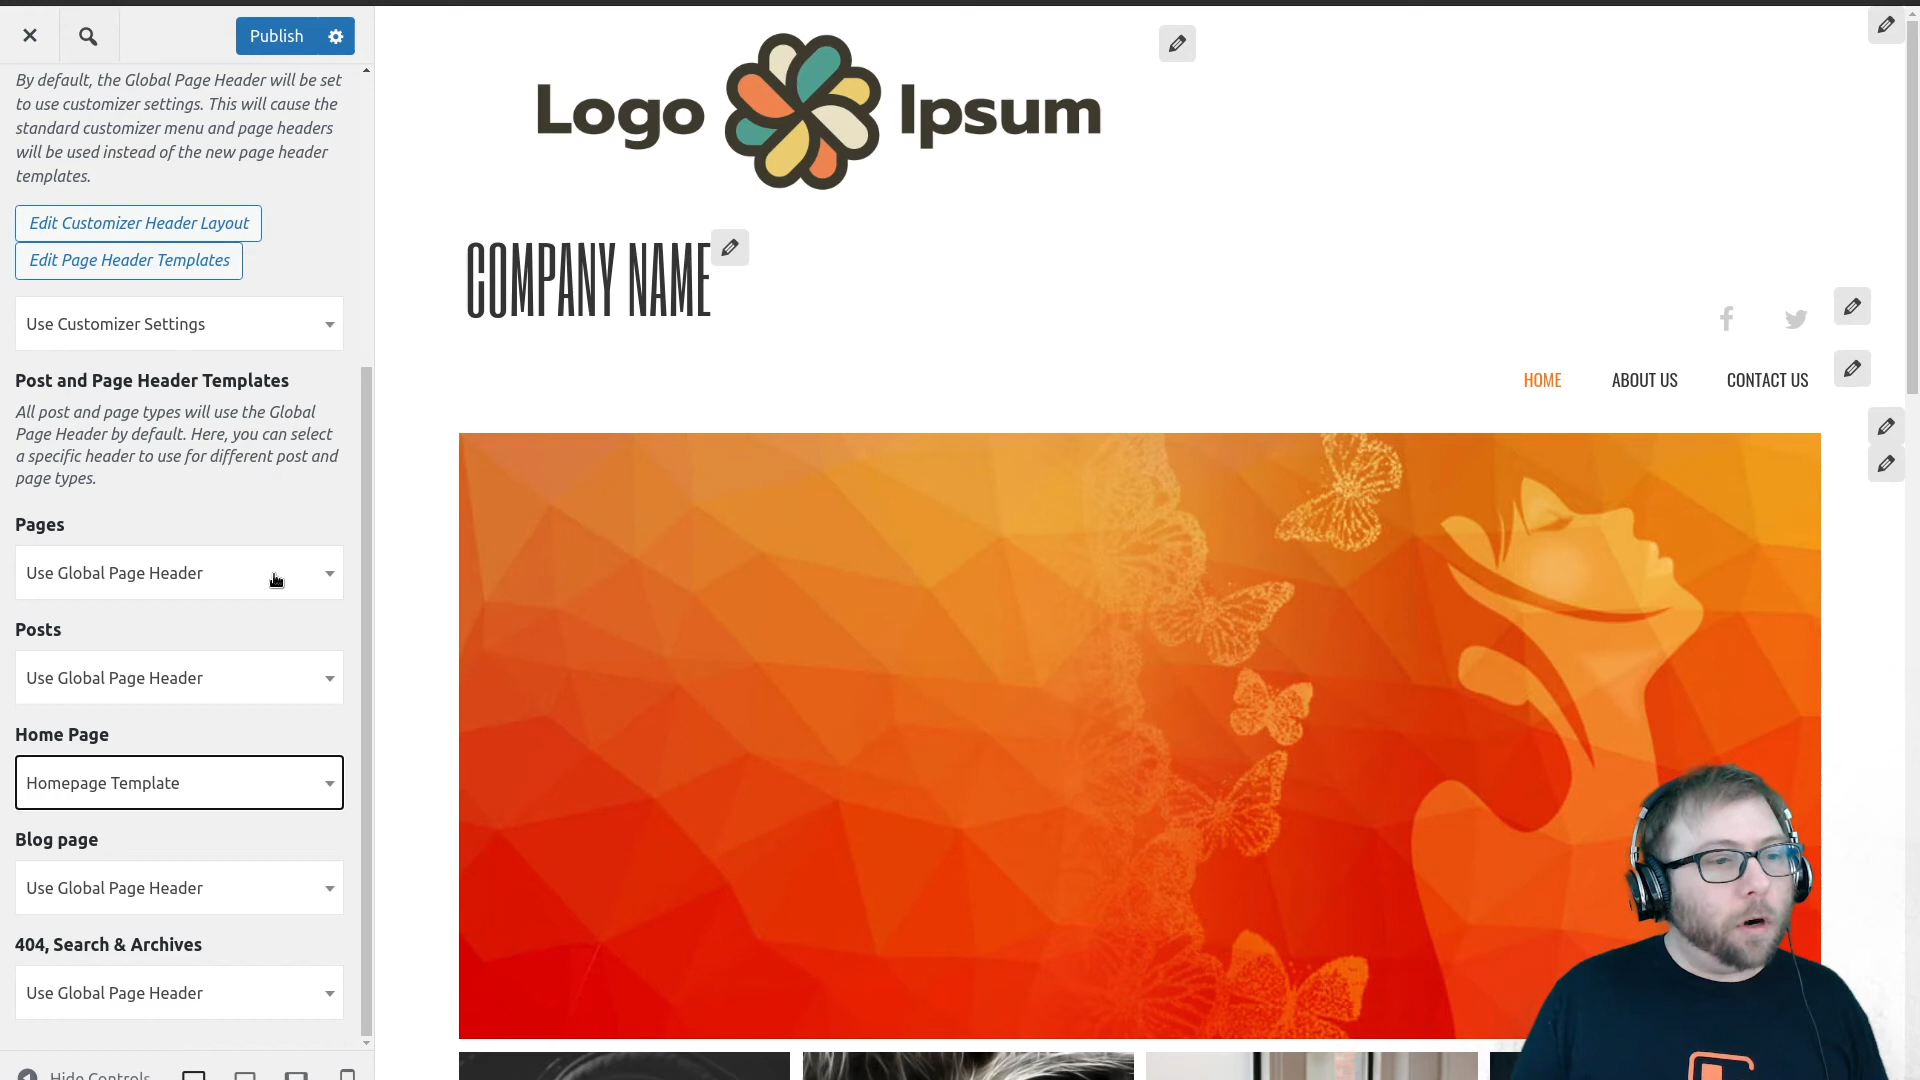 Publish
By default, the Global Page Header will be set
to use customizer settings. This will cause the
standard customizer menu and page headers
will be used instead of the new page header
templates.
Edit Customizer Header Layout
Edit Page Header Templates
Use Customizer Settings
Post and Page Header Templates
All post and page types will use the Global
Page Header by default. Here, you can select
a specific header to use for different post and
page types.
Pages
Use Global Page Header
Posts
Use Global Page Header
Home Page
Homepage Template
Blog page
Use Global Page Header
404, Search & Archives
Use Global Page Header
Hide Controls
Logo Ipsum
COMPANY NAME
HOME ABOUT US CONTACT US